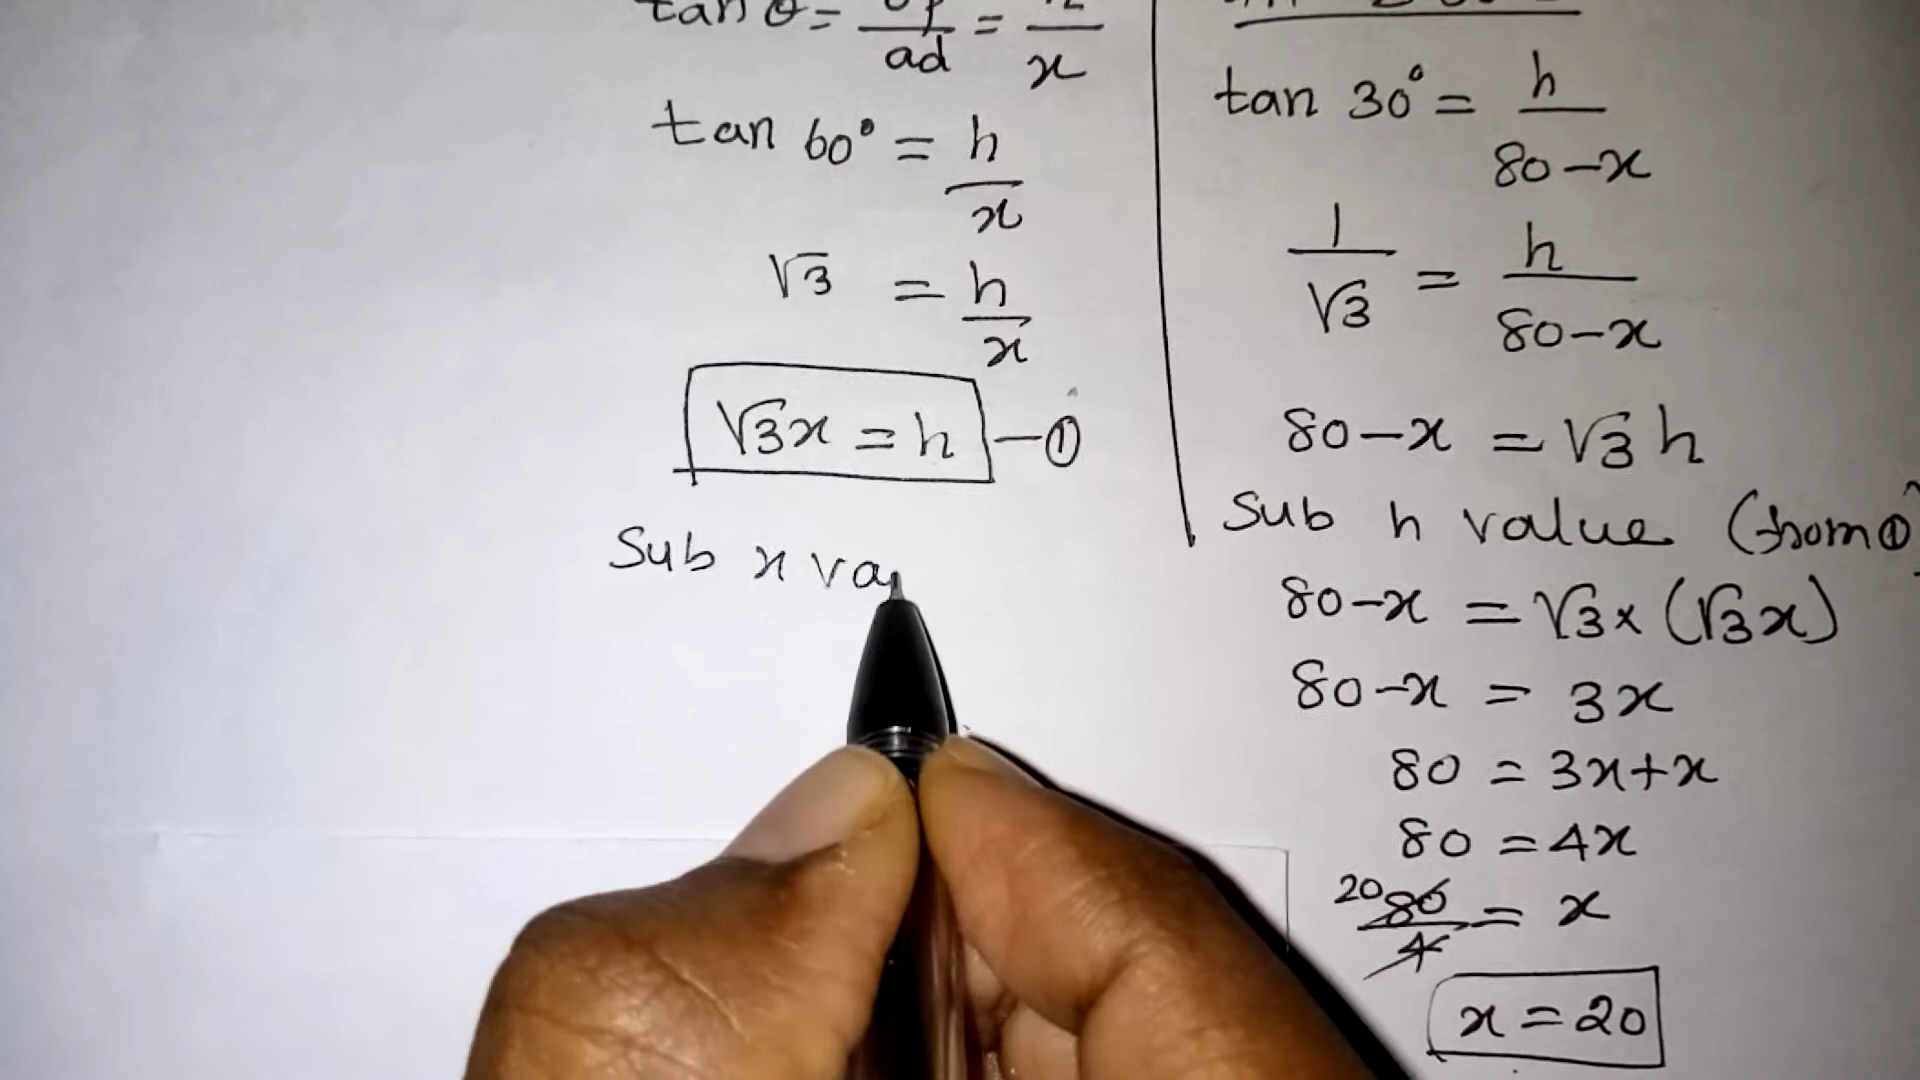 tan θ = op/ad = h/x
tan 60° = h/x
√3 = h/x
√3x = h —①
Sub x va
tan 30° = h/80-x
1/√3 = h/80-x
80-x = √3 h
Sub h value (from①)
80-x = √3 × (√3x)
80-x = 3x
80 = 3x+x
80 = 4x
20 80/4 = x
x = 20